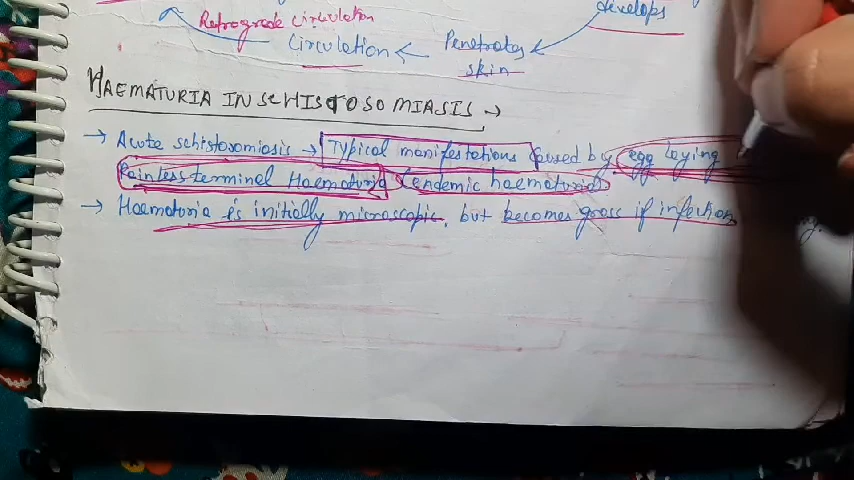 Retrograde circulation
develops
Circulation ← Penetrates
skin
HAEMATURIA IN SCHISTOSOMIASIS →
→ Acute schistosomiasis → Typical manifestations caused by egg laying
Painless terminal Haematuria (endemic haematuria)
→ Haematuria is initially microscopic, but becomes gross if infection